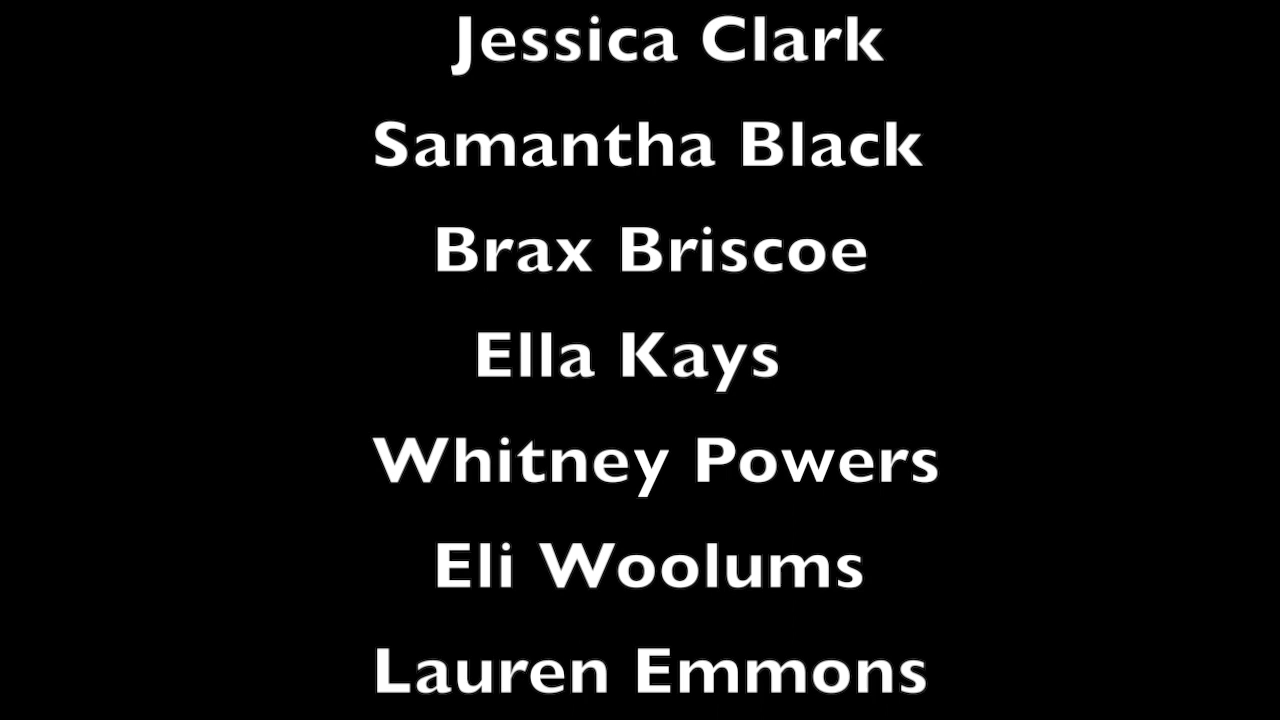 Jessica Clark
Samantha Black
Brax Briscoe
Ella Kays
Whitney Powers
Eli Woolums
Lauren Emmons